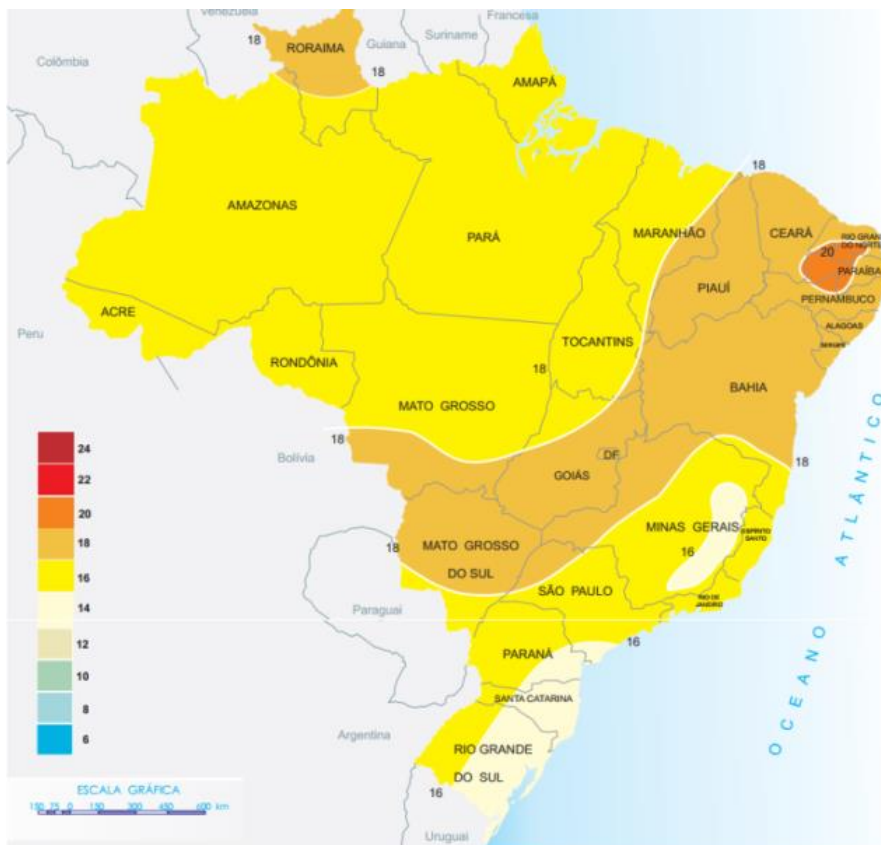 Venezuela
Francesa
18
RORAIMA
Guiana
Suriname
Colômbia
18
AMAPÁ
18
AMAZONAS
PARÁ
MARANHÃO
CEARÁ
RIO GRANDE
DO NORTE
20
PARAÍBA
PIAUÍ
PERNAMBUCO
ACRE
ALAGOAS
Peru
TOCANTINS
SERGIPE
RONDÔNIA
18
BAHIA
MATO GROSSO
18
Bolívia
DF
18
GOIÁS
MINAS GERAIS
ESPÍRITO
SANTO
16
18
MATO GROSSO
DO SUL
SÃO PAULO
RIO DE
JANEIRO
Paraguai
16
PARANÁ
SANTA CATARINA
Argentina
RIO GRANDE
DO SUL
16
Uruguai
OCEANO ATLÂNTICO
24
22
20
18
16
14
12
10
8
6
ESCALA GRÁFICA
150 75 0 150 300 450 600 km